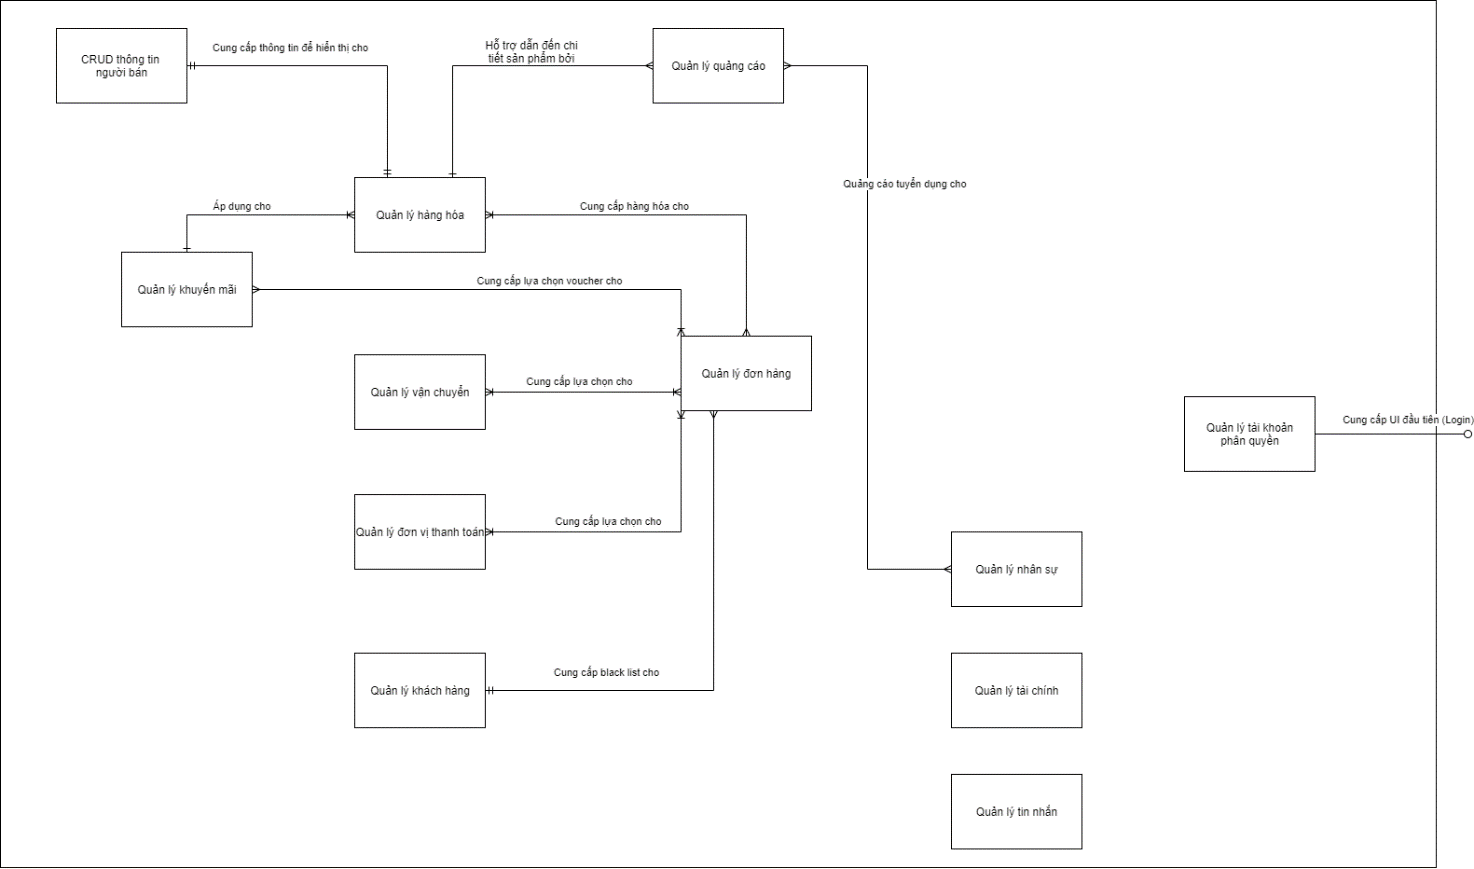 Cung cấp thông tin để hiển thị cho
Hỗ trợ dẫn đến chi
tiết sản phẩm bởi
CRUD thông tin
người bán
Quản lý quảng cáo
Quảng cáo tuyển dụng cho
Áp dụng cho
Quản lý hàng hóa
Cung cấp hàng hóa cho
Quản lý khuyến mãi
Cung cấp lựa chọn voucher cho
Quản lý đơn hàng
Quản lý vận chuyển
Cung cấp lựa chọn cho
Quản lý tài khoản
phân quyền
Cung cấp UI đầu tiên (Login)
Quản lý đơn vị thanh toán
Cung cấp lựa chọn cho
Quản lý nhân sự
Quản lý khách hàng
Cung cấp black list cho
Quản lý tài chính
Quản lý tin nhắn